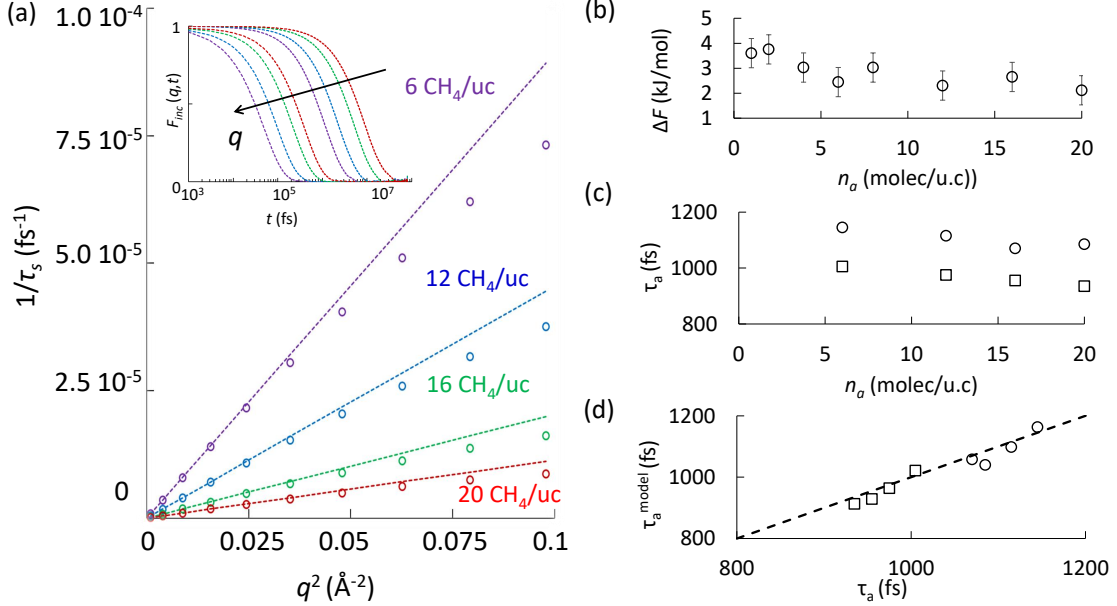 (a)
1/τs (fs⁻¹)
1.0 10⁻⁴
7.5 10⁻⁵
5.0 10⁻⁵
2.5 10⁻⁵
0
0
0.025
0.05
0.075
0.1
q² (Å⁻²)
6 CH₄/uc
12 CH₄/uc
16 CH₄/uc
20 CH₄/uc
Finc (q,t)
1
0
q
10³
10⁵
10⁷
t (fs)
(b)
ΔF (kJ/mol)
5
4
3
2
1
0
5
10
15
20
nₐ (molec/u.c))
(c)
τₐ (fs)
1200
1000
800
0
5
10
15
20
nₐ (molec/u.c)
(d)
τₐᵐᵒᵈᵉˡ (fs)
1200
1000
800
800
1000
1200
τₐ (fs)